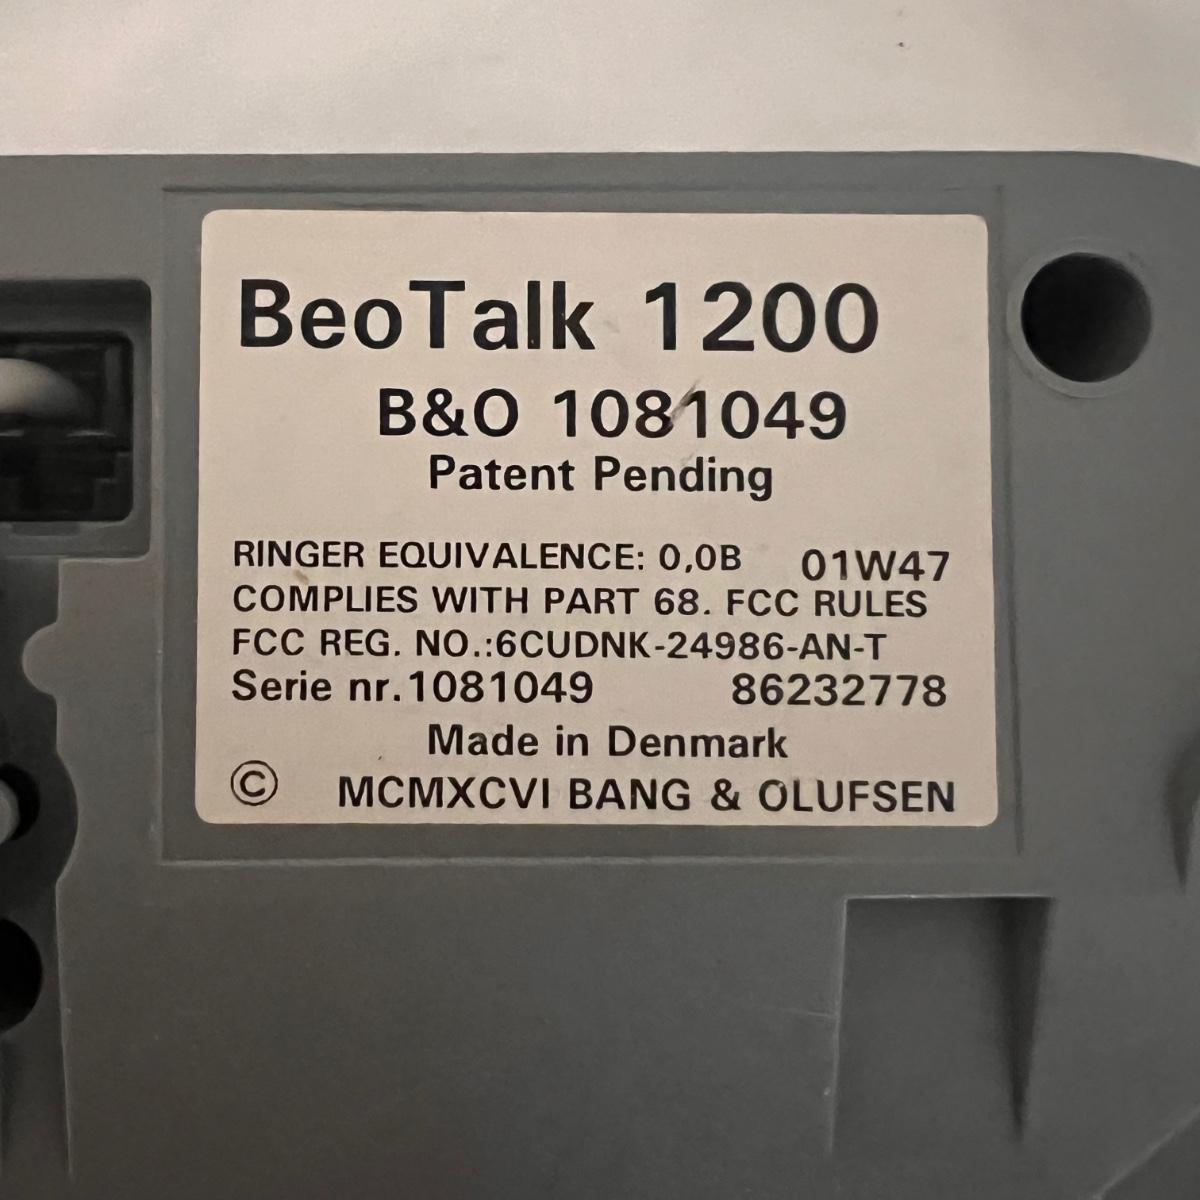 BeoTalk 1200
B&O 1081049
Patent Pending
RINGER EQUIVALENCE: 0,0B 01W47
COMPLIES WITH PART 68. FCC RULES
FCC REG. NO.:6CUDNK-24986-AN-T
Serie nr.1081049 86232778
Made in Denmark
© MCMXCVI BANG & OLUFSEN